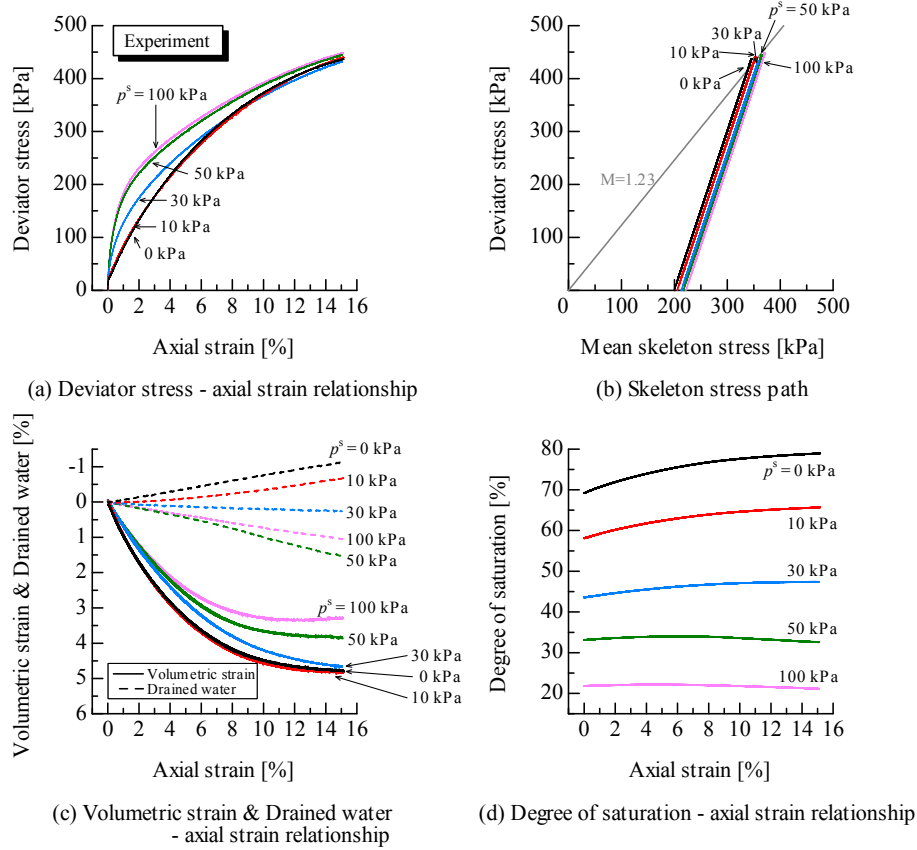 Experiment
Deviator stress [kPa]
500
400
300
200
100
0
p^s = 100 kPa
50 kPa
30 kPa
10 kPa
0 kPa
0 2 4 6 8 10 12 14 16
Axial strain [%]
(a) Deviator stress - axial strain relationship
Deviator stress [kPa]
500
400
300
200
100
0
p^s = 50 kPa
30 kPa
10 kPa
0 kPa
100 kPa
M=1.23
0 100 200 300 400 500
Mean skeleton stress [kPa]
(b) Skeleton stress path
Volumetric strain & Drained water [%]
-1
0
1
2
3
4
5
6
p^s = 0 kPa
10 kPa
30 kPa
100 kPa
50 kPa
p^s = 100 kPa
50 kPa
30 kPa
0 kPa
10 kPa
Volumetric strain
Drained water
0 2 4 6 8 10 12 14 16
Axial strain [%]
(c) Volumetric strain & Drained water
- axial strain relationship
Degree of saturation [%]
80
70
60
50
40
30
20
p^s = 0 kPa
10 kPa
30 kPa
50 kPa
100 kPa
0 2 4 6 8 10 12 14 16
Axial strain [%]
(d) Degree of saturation - axial strain relationship